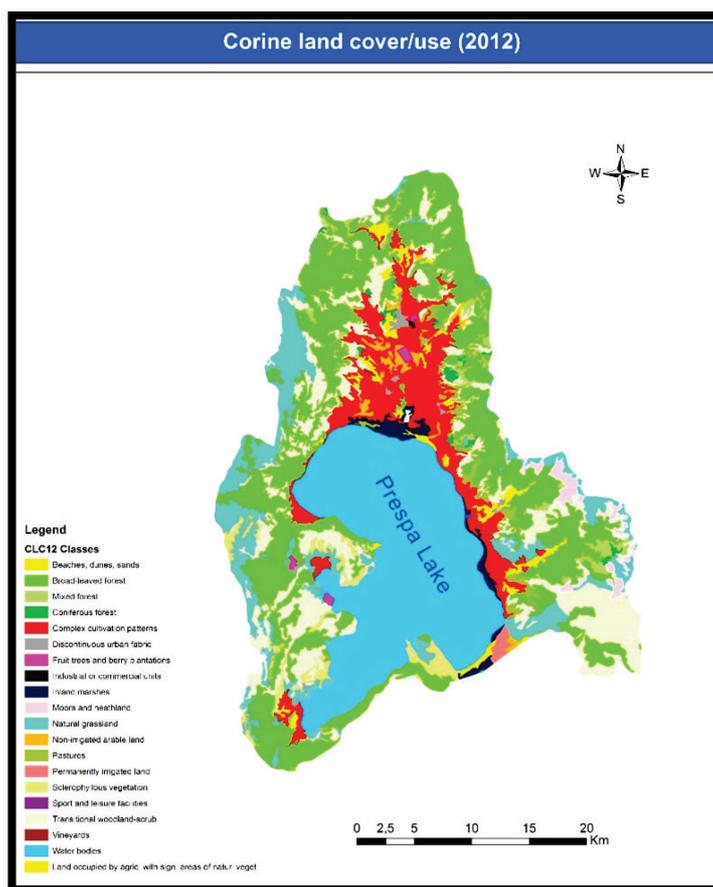 Corine land cover/use (2012)
N
W E
S
Prespa Lake
Legend
CLC12 Classes
Beaches, dunes, sands
Broad-leaved forest
Mixed forest
Coniferous forest
Complex cultivation patterns
Discontinuous urban fabric
Fruit trees and berry plantations
Industrial or commercial units
Inland marshes
Moors and heathland
Natural grassland
Non-irrigated arable land
Pastures
Permanently irrigated land
Sclerophyllous vegetation
Sport and leisure facilities
Transitional woodland-scrub
Vineyards
Water bodies
Land occupied by agric with sign areas of natur veget
0 2,5 5 10 15 20
Km